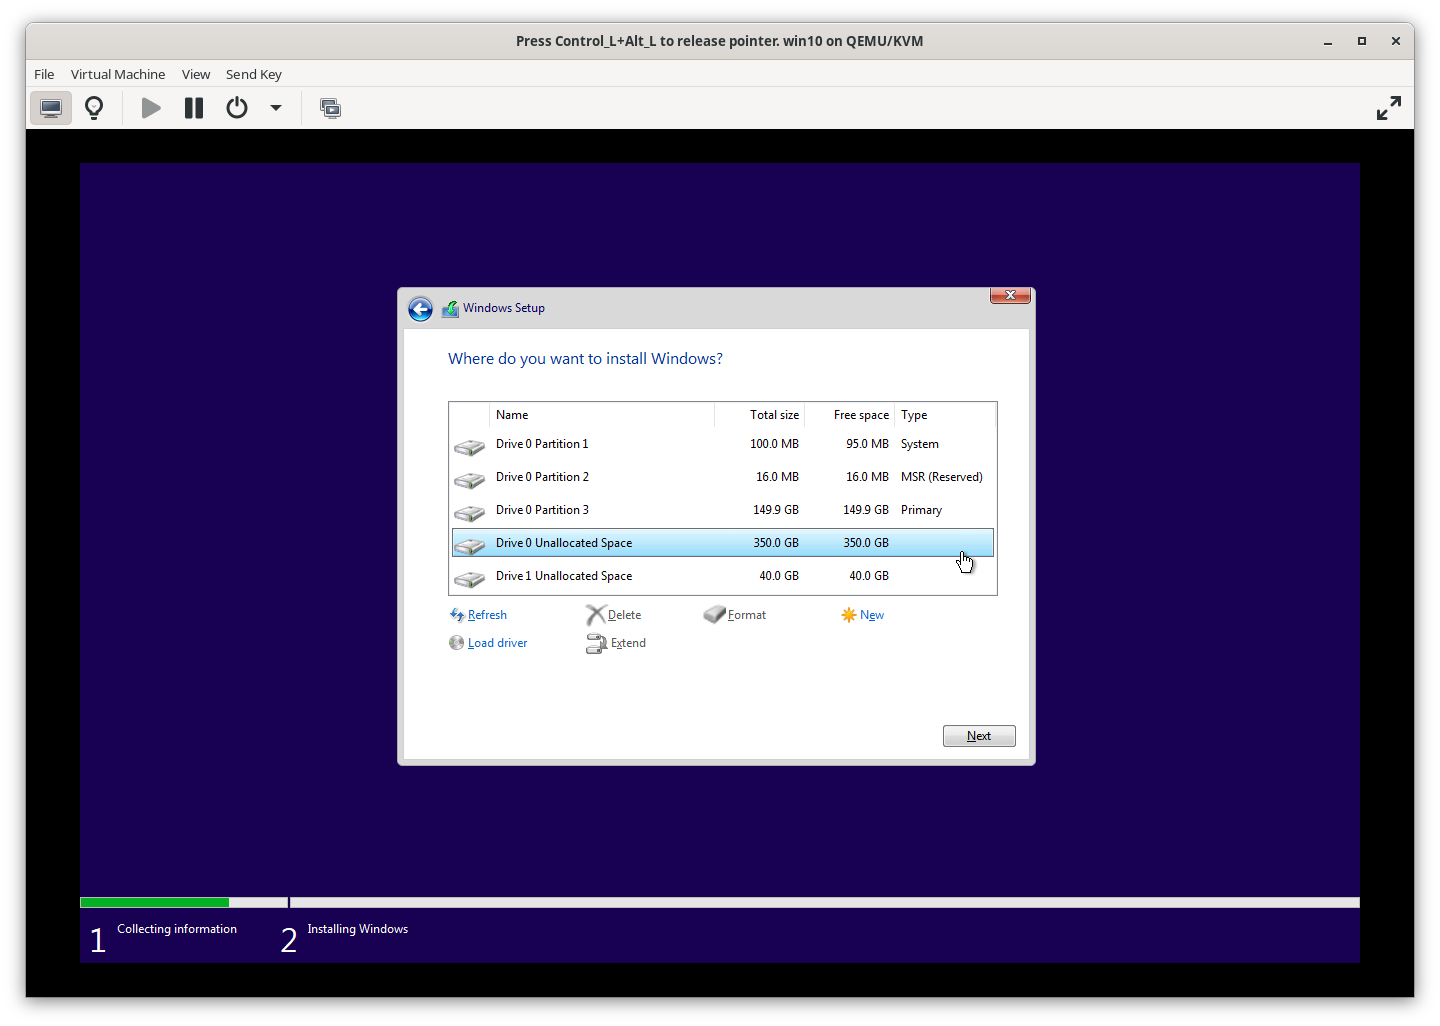 Press Control_L+Alt_L to release pointer. win10 on QEMU/KVM
File Virtual Machine View Send Key
Windows Setup
Where do you want to install Windows?
Name Total size Free space Type
Drive 0 Partition 1 100.0 MB 95.0 MB System
Drive 0 Partition 2 16.0 MB 16.0 MB MSR (Reserved)
Drive 0 Partition 3 149.9 GB 149.9 GB Primary
Drive 0 Unallocated Space 350.0 GB 350.0 GB
Drive 1 Unallocated Space 40.0 GB 40.0 GB
Refresh Delete Format New
Load driver Extend
Next
1 Collecting information 2 Installing Windows